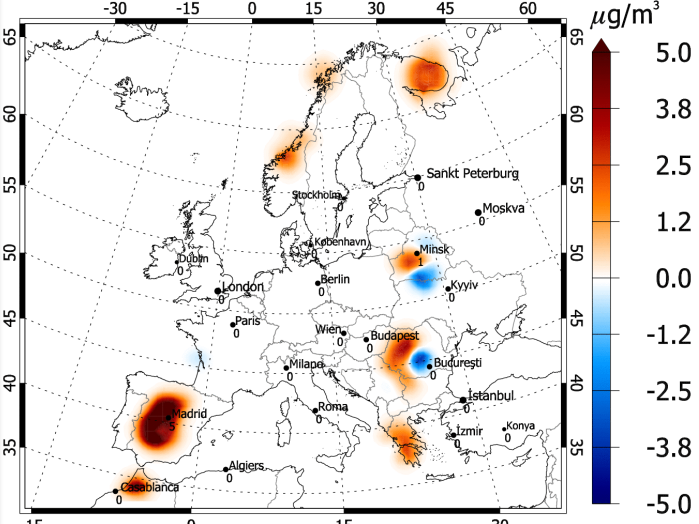 -30 -15 0 15 30 45 60
µg/m³
65 65
60 60
55 55
50 50
45 45
40 40
35 35
-15 0 15 30
5.0
3.8
2.5
1.2
0.0
-1.2
-2.5
-3.8
-5.0
Sankt Peterburg
0
Stockholm
0
Moskva
0
København
0
Minsk
1
Dublin
0
London
0
Berlin
0
Kyyiv
0
Paris
0
Wien
0
Budapest
0
Milano
0
Bucureşti
0
Madrid
5
Roma
0
Istanbul
0
Izmir
0
Konya
0
Algiers
0
Casablanca
0